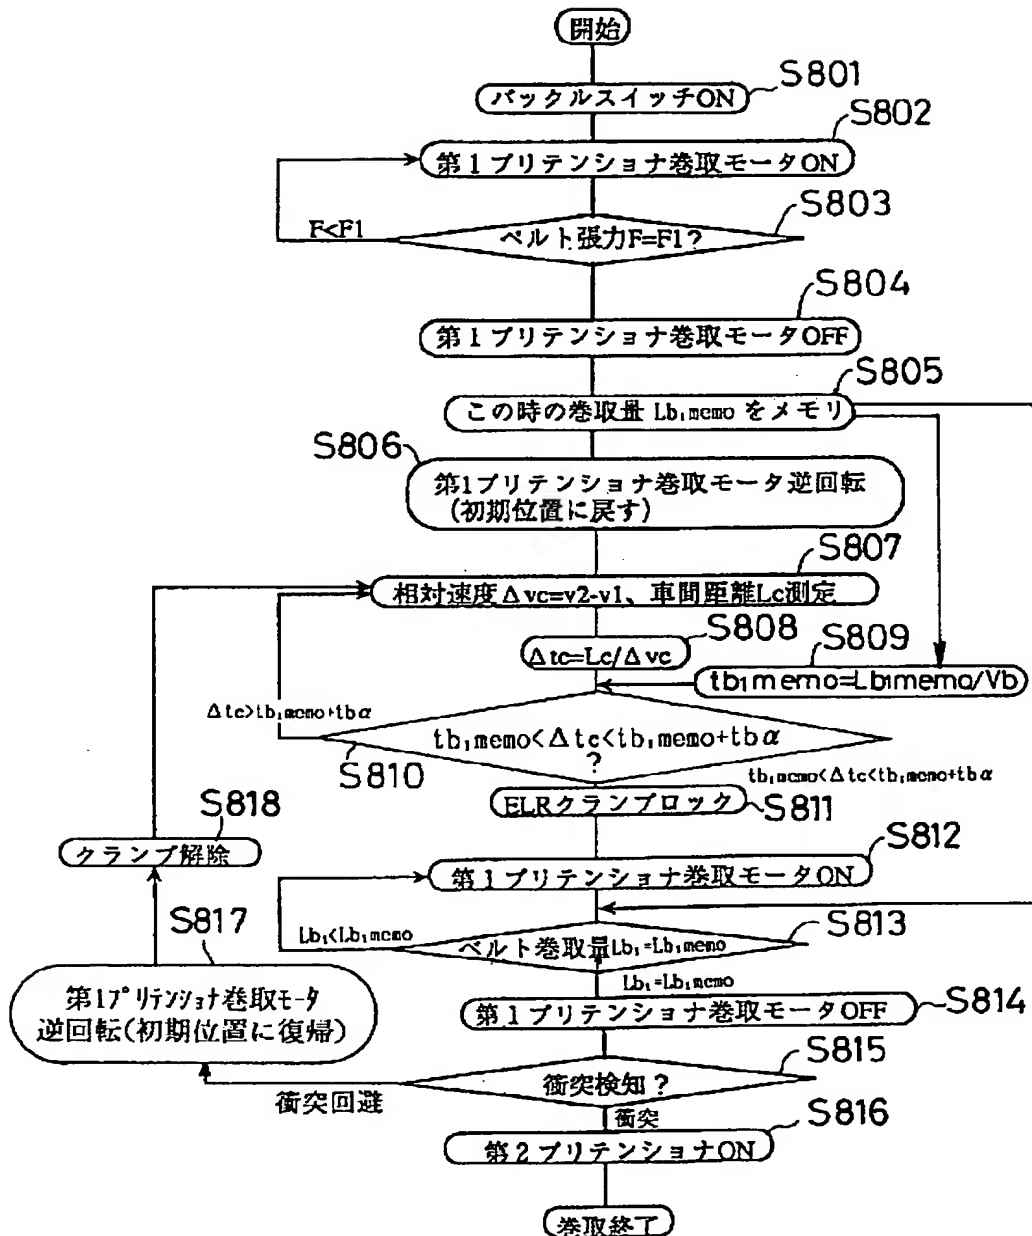 開始
S801
バックルスイッチON
S802
第1プリテンショナ巻取モータON
S803
F<F1
ベルト張力F=F1?
S804
第1プリテンショナ巻取モータOFF
S805
この時の巻取量 Lb₁memo をメモリ
S806
第1プリテンショナ巻取モータ逆回転
(初期位置に戻す)
S807
相対速度Δvc=v2-v1、車間距離Lc測定
S808
Δtc=Lc/Δvc
S809
tb₁memo=Lb₁memo/Vb
Δtc>tb₁memo+tbα
tb₁memo<Δtc<tb₁memo+tbα
?
S810
tb₁memo<Δtc<tb₁memo+tbα
ELRクランプロック
S811
S818
クランプ解除
S812
第1プリテンショナ巻取モータON
S817
Lb₁<Lb₁memo
ベルト巻取量Lb₁=Lb₁memo
S813
Lb₁=Lb₁memo
第1プリテンショナ巻取モータ
逆回転(初期位置に復帰)
第1プリテンショナ巻取モータOFF
S814
S815
衝突検知?
衝突回避
衝突
S816
第2プリテンショナON
巻取終了